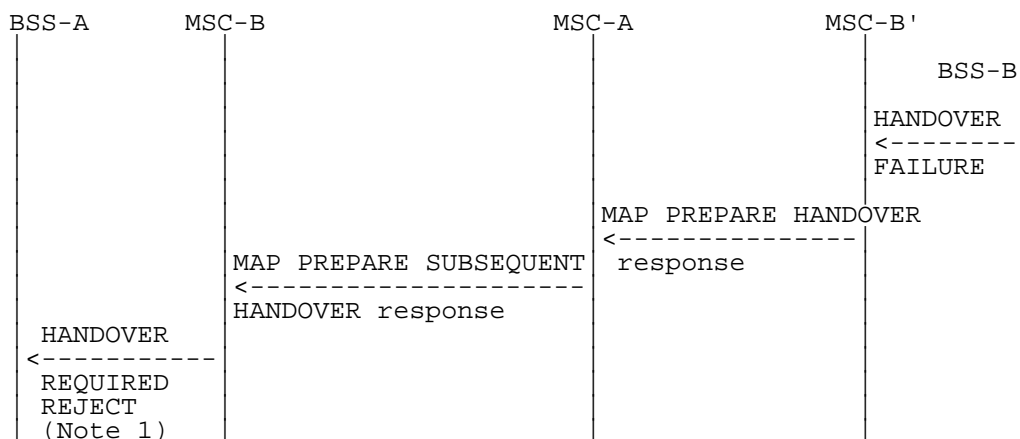 BSS-A MSC-B MSC-A MSC-B'
BSS-B
HANDOVER
<--------
FAILURE
MAP PREPARE HANDOVER
<---------------
MAP PREPARE SUBSEQUENT response
<---------------------
HANDOVER response
HANDOVER
<-----------
REQUIRED
REJECT
(Note 1)